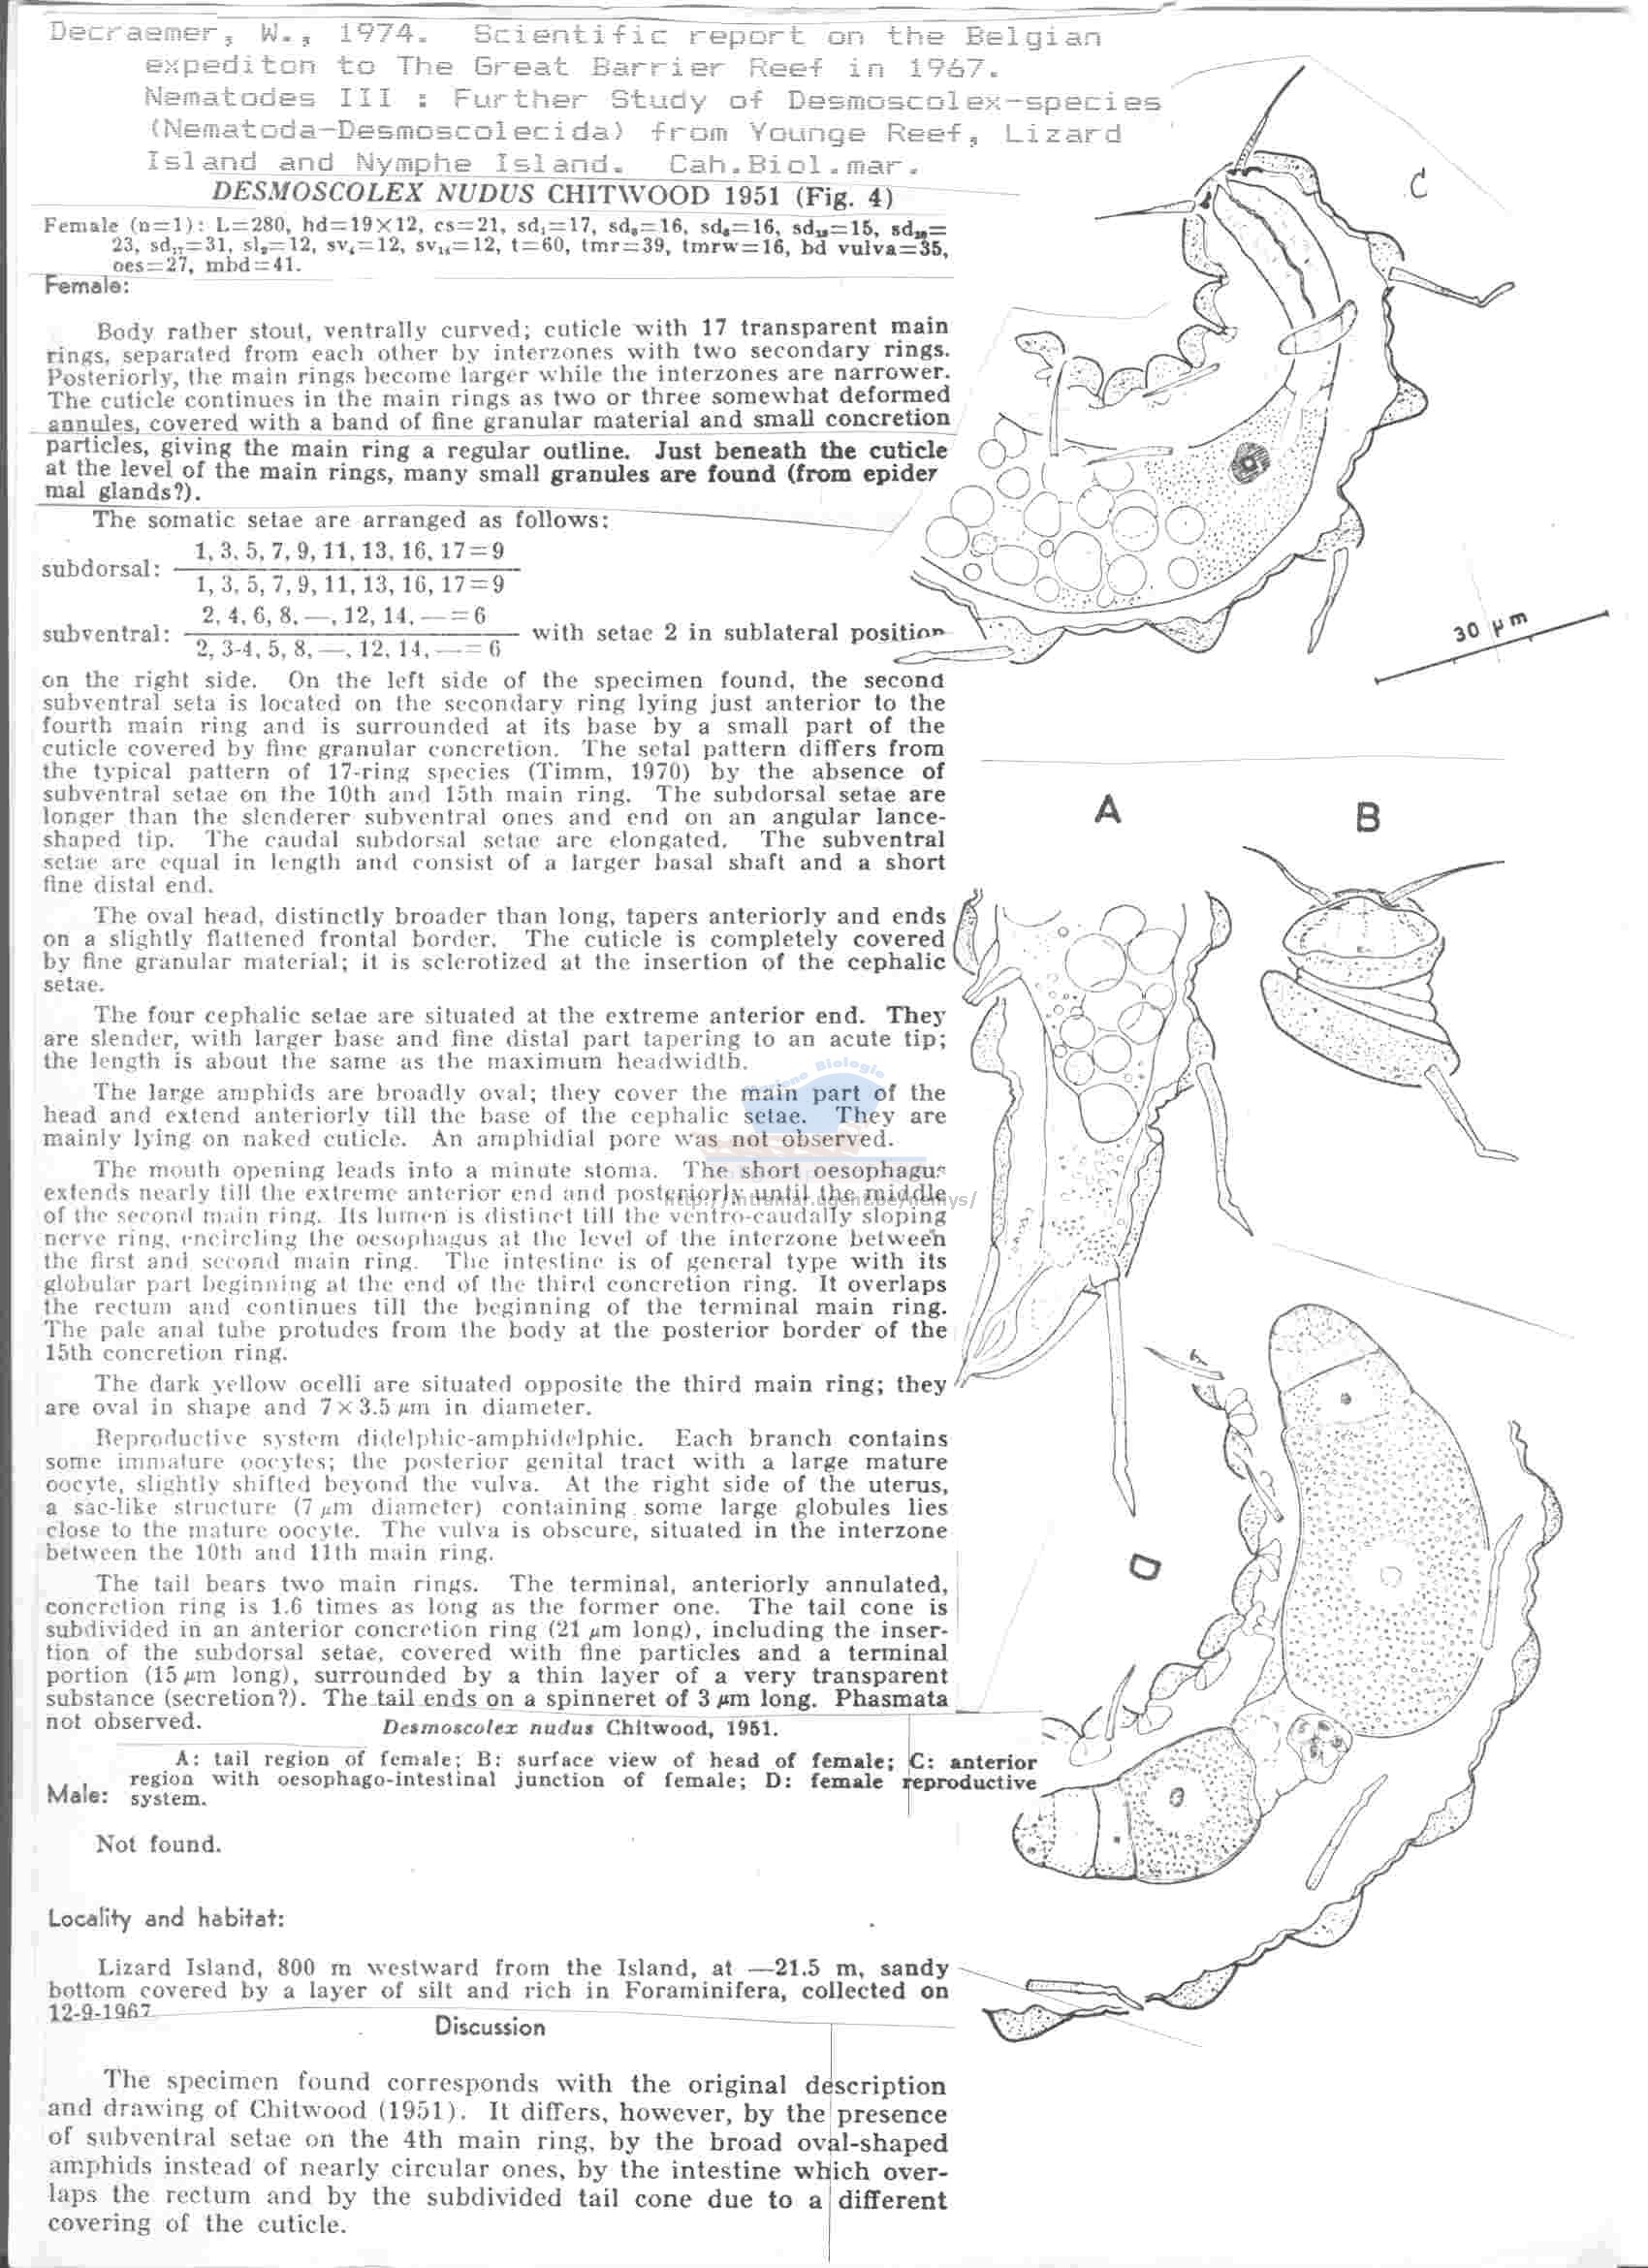 Decraemer, W., 1974. Scientific report on the Belgian
expediton to The Great Barrier Reef in 1967.
Nematodes III : Further Study of Desmoscolex-species
(Nematoda-Desmoscolecida) from Younge Reef, Lizard
Island and Nymphe Island. Cah.Biol.mar.
DESMOSCOLEX NUDUS CHITWOOD 1951 (Fig. 4)
Female (n=1): L=280, hd=19×12, cs=21, sd₁=17, sd =16, sd =16, sd =15, sd =
23, sd₁₇=31, sl₂=12, sv₄=12, sv₁₄=12, t=60, tmr=39, tmrw=16, bd vulva=35,
oes=27, mbd=41.
Female:
Body rather stout, ventrally curved; cuticle with 17 transparent main
rings, separated from each other by interzones with two secondary rings.
Posteriorly, the main rings become larger while the interzones are narrower.
The cuticle continues in the main rings as two or three somewhat deformed
annules, covered with a band of fine granular material and small concretion
particles, giving the main ring a regular outline. Just beneath the cuticle
at the level of the main rings, many small granules are found (from epider
mal glands?).
The somatic setae are arranged as follows:
1, 3, 5, 7, 9, 11, 13, 16, 17=9
subdorsal:
1, 3, 5, 7, 9, 11, 13, 16, 17=9
2, 4, 6, 8, —, 12, 14, —=6
subventral: with setae 2 in sublateral position
2, 3-4, 5, 8, —, 12, 14, —=6
on the right side. On the left side of the specimen found, the second
subventral seta is located on the secondary ring lying just anterior to the
fourth main ring and is surrounded at its base by a small part of the
cuticle covered by fine granular concretion. The setal pattern differs from
the typical pattern of 17-ring species (Timm, 1970) by the absence of
subventral setae on the 10th and 15th main ring. The subdorsal setae are
longer than the slenderer subventral ones and end on an angular lance-
shaped tip. The caudal subdorsal setae are elongated. The subventral
setae are equal in length and consist of a larger basal shaft and a short
fine distal end.
The oval head, distinctly broader than long, tapers anteriorly and ends
on a slightly flattened frontal border. The cuticle is completely covered
by fine granular material; it is sclerotized at the insertion of the cephalic
setae.
The four cephalic setae are situated at the extreme anterior end. They
are slender, with larger base and fine distal part tapering to an acute tip;
the length is about the same as the maximum headwidth.
The large amphids are broadly oval; they cover the main part of the
head and extend anteriorly till the base of the cephalic setae. They are
mainly lying on naked cuticle. An amphidial pore was not observed.
The mouth opening leads into a minute stoma. The short oesophagus
extends nearly till the extreme anterior end and posteriorly until the middle
of the second main ring. Its lumen is distinct till the ventro-caudally sloping
nerve ring, encircling the oesophagus at the level of the interzone between
the first and second main ring. The intestine is of general type with its
globular part beginning at the end of the third concretion ring. It overlaps
the rectum and continues till the beginning of the terminal main ring.
The pale anal tube protudes from the body at the posterior border of the
15th concretion ring.
The dark yellow ocelli are situated opposite the third main ring; they
are oval in shape and 7×3.5 µm in diameter.
Reproductive system didelphic-amphidelphic. Each branch contains
some immature oocytes; the posterior genital tract with a large mature
oocyte, slightly shifted beyond the vulva. At the right side of the uterus,
a sac-like structure (7 µm diameter) containing some large globules lies
close to the mature oocyte. The vulva is obscure, situated in the interzone
between the 10th and 11th main ring.
The tail bears two main rings. The terminal, anteriorly annulated,
concretion ring is 1.6 times as long as the former one. The tail cone is
subdivided in an anterior concretion ring (21 µm long), including the inser-
tion of the subdorsal setae, covered with fine particles and a terminal
portion (15 µm long), surrounded by a thin layer of a very transparent
substance (secretion?). The tail ends on a spinneret of 3 µm long. Phasmata
not observed.
Desmoscolex nudus Chitwood, 1951.
A: tail region of female; B: surface view of head of female; C: anterior
region with oesophago-intestinal junction of female; D: female reproductive
system.
Male:
Not found.
Locality and habitat:
Lizard Island, 800 m westward from the Island, at —21.5 m, sandy
bottom covered by a layer of silt and rich in Foraminifera, collected on
12-9-1967
Discussion
The specimen found corresponds with the original description
and drawing of Chitwood (1951). It differs, however, by the presence
of subventral setae on the 4th main ring, by the broad oval-shaped
amphids instead of nearly circular ones, by the intestine which over-
laps the rectum and by the subdivided tail cone due to a different
covering of the cuticle.
C
30 µm
A
B
D
Biologie
http://intramar.ugent.be/nemys/